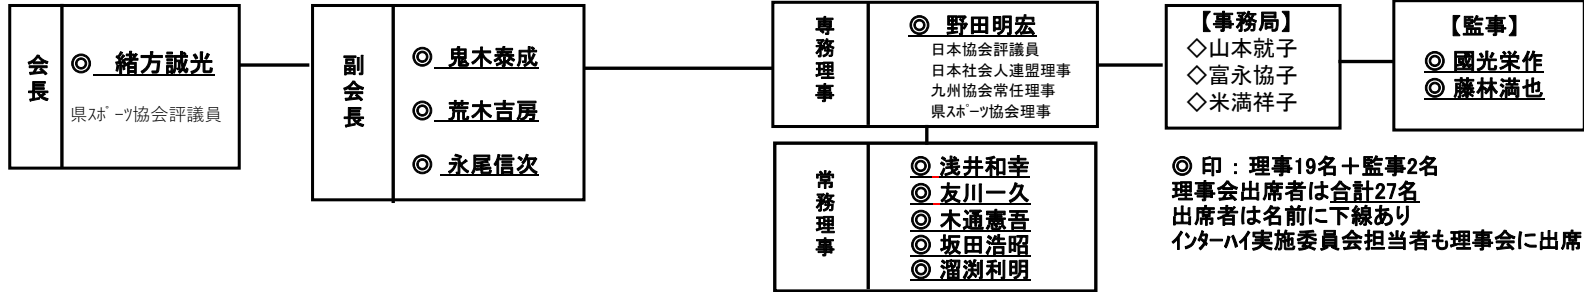 会長
◎ 緒方誠光
県スポーツ協会評議員
副会長
◎ 鬼木泰成
◎ 荒木吉房
◎ 永尾信次
専務理事
◎ 野田明宏
日本協会評議員
日本社会人連盟理事
九州協会常任理事
県スポーツ協会理事
常務理事
◎ 浅井和幸
◎ 友川一久
◎ 木通憲吾
◎ 坂田浩昭
◎ 溜渕利明
【事務局】
◇山本就子
◇富永協子
◇米満祥子
【監事】
◎ 國光栄作
◎ 藤林満也
◎ 印 : 理事19名＋監事2名
理事会出席者は合計27名
出席者は名前に下線あり
インターハイ実施委員会担当者も理事会に出席